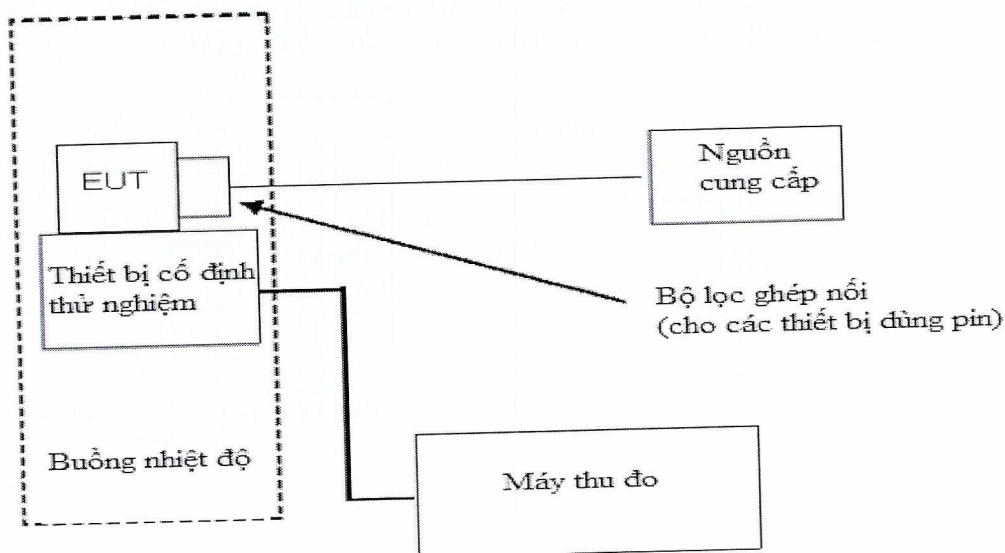 EUT
Nguồn
cung cấp
Thiết bị cố định
thử nghiệm
Bộ lọc ghép nối
(cho các thiết bị dùng pin)
Buồng nhiệt độ
Máy thu đo